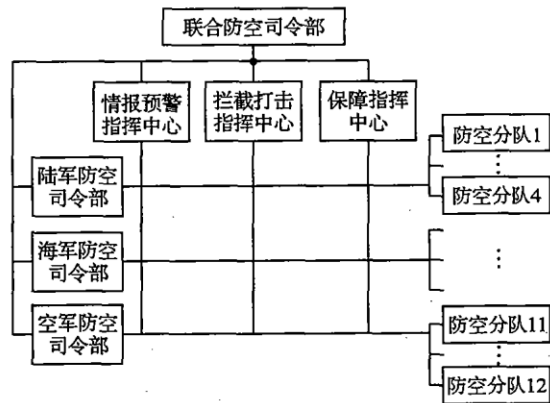 联合防空司令部
情报预警
指挥中心
拦截打击
指挥中心
保障指挥
中心
防空分队1
⋮
陆军防空
司令部
防空分队4
海军防空
司令部
⋮
空军防空
司令部
防空分队11
⋮
防空分队12